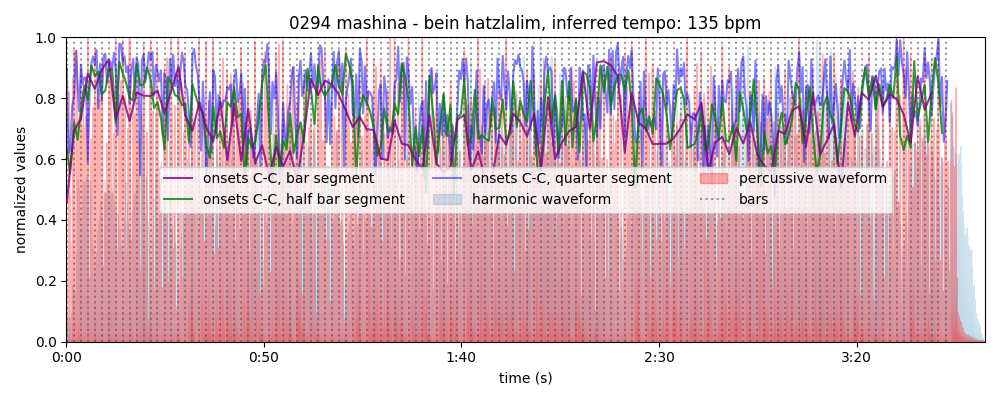 0294 mashina - bein hatzlalim, inferred tempo: 135 bpm
1.0
0.8
0.6
0.4
0.2
0.0
normalized values
onsets C-C, bar segment
onsets C-C, half bar segment
onsets C-C, quarter segment
harmonic waveform
percussive waveform
bars
0:00
0:50
1:40
2:30
3:20
time (s)